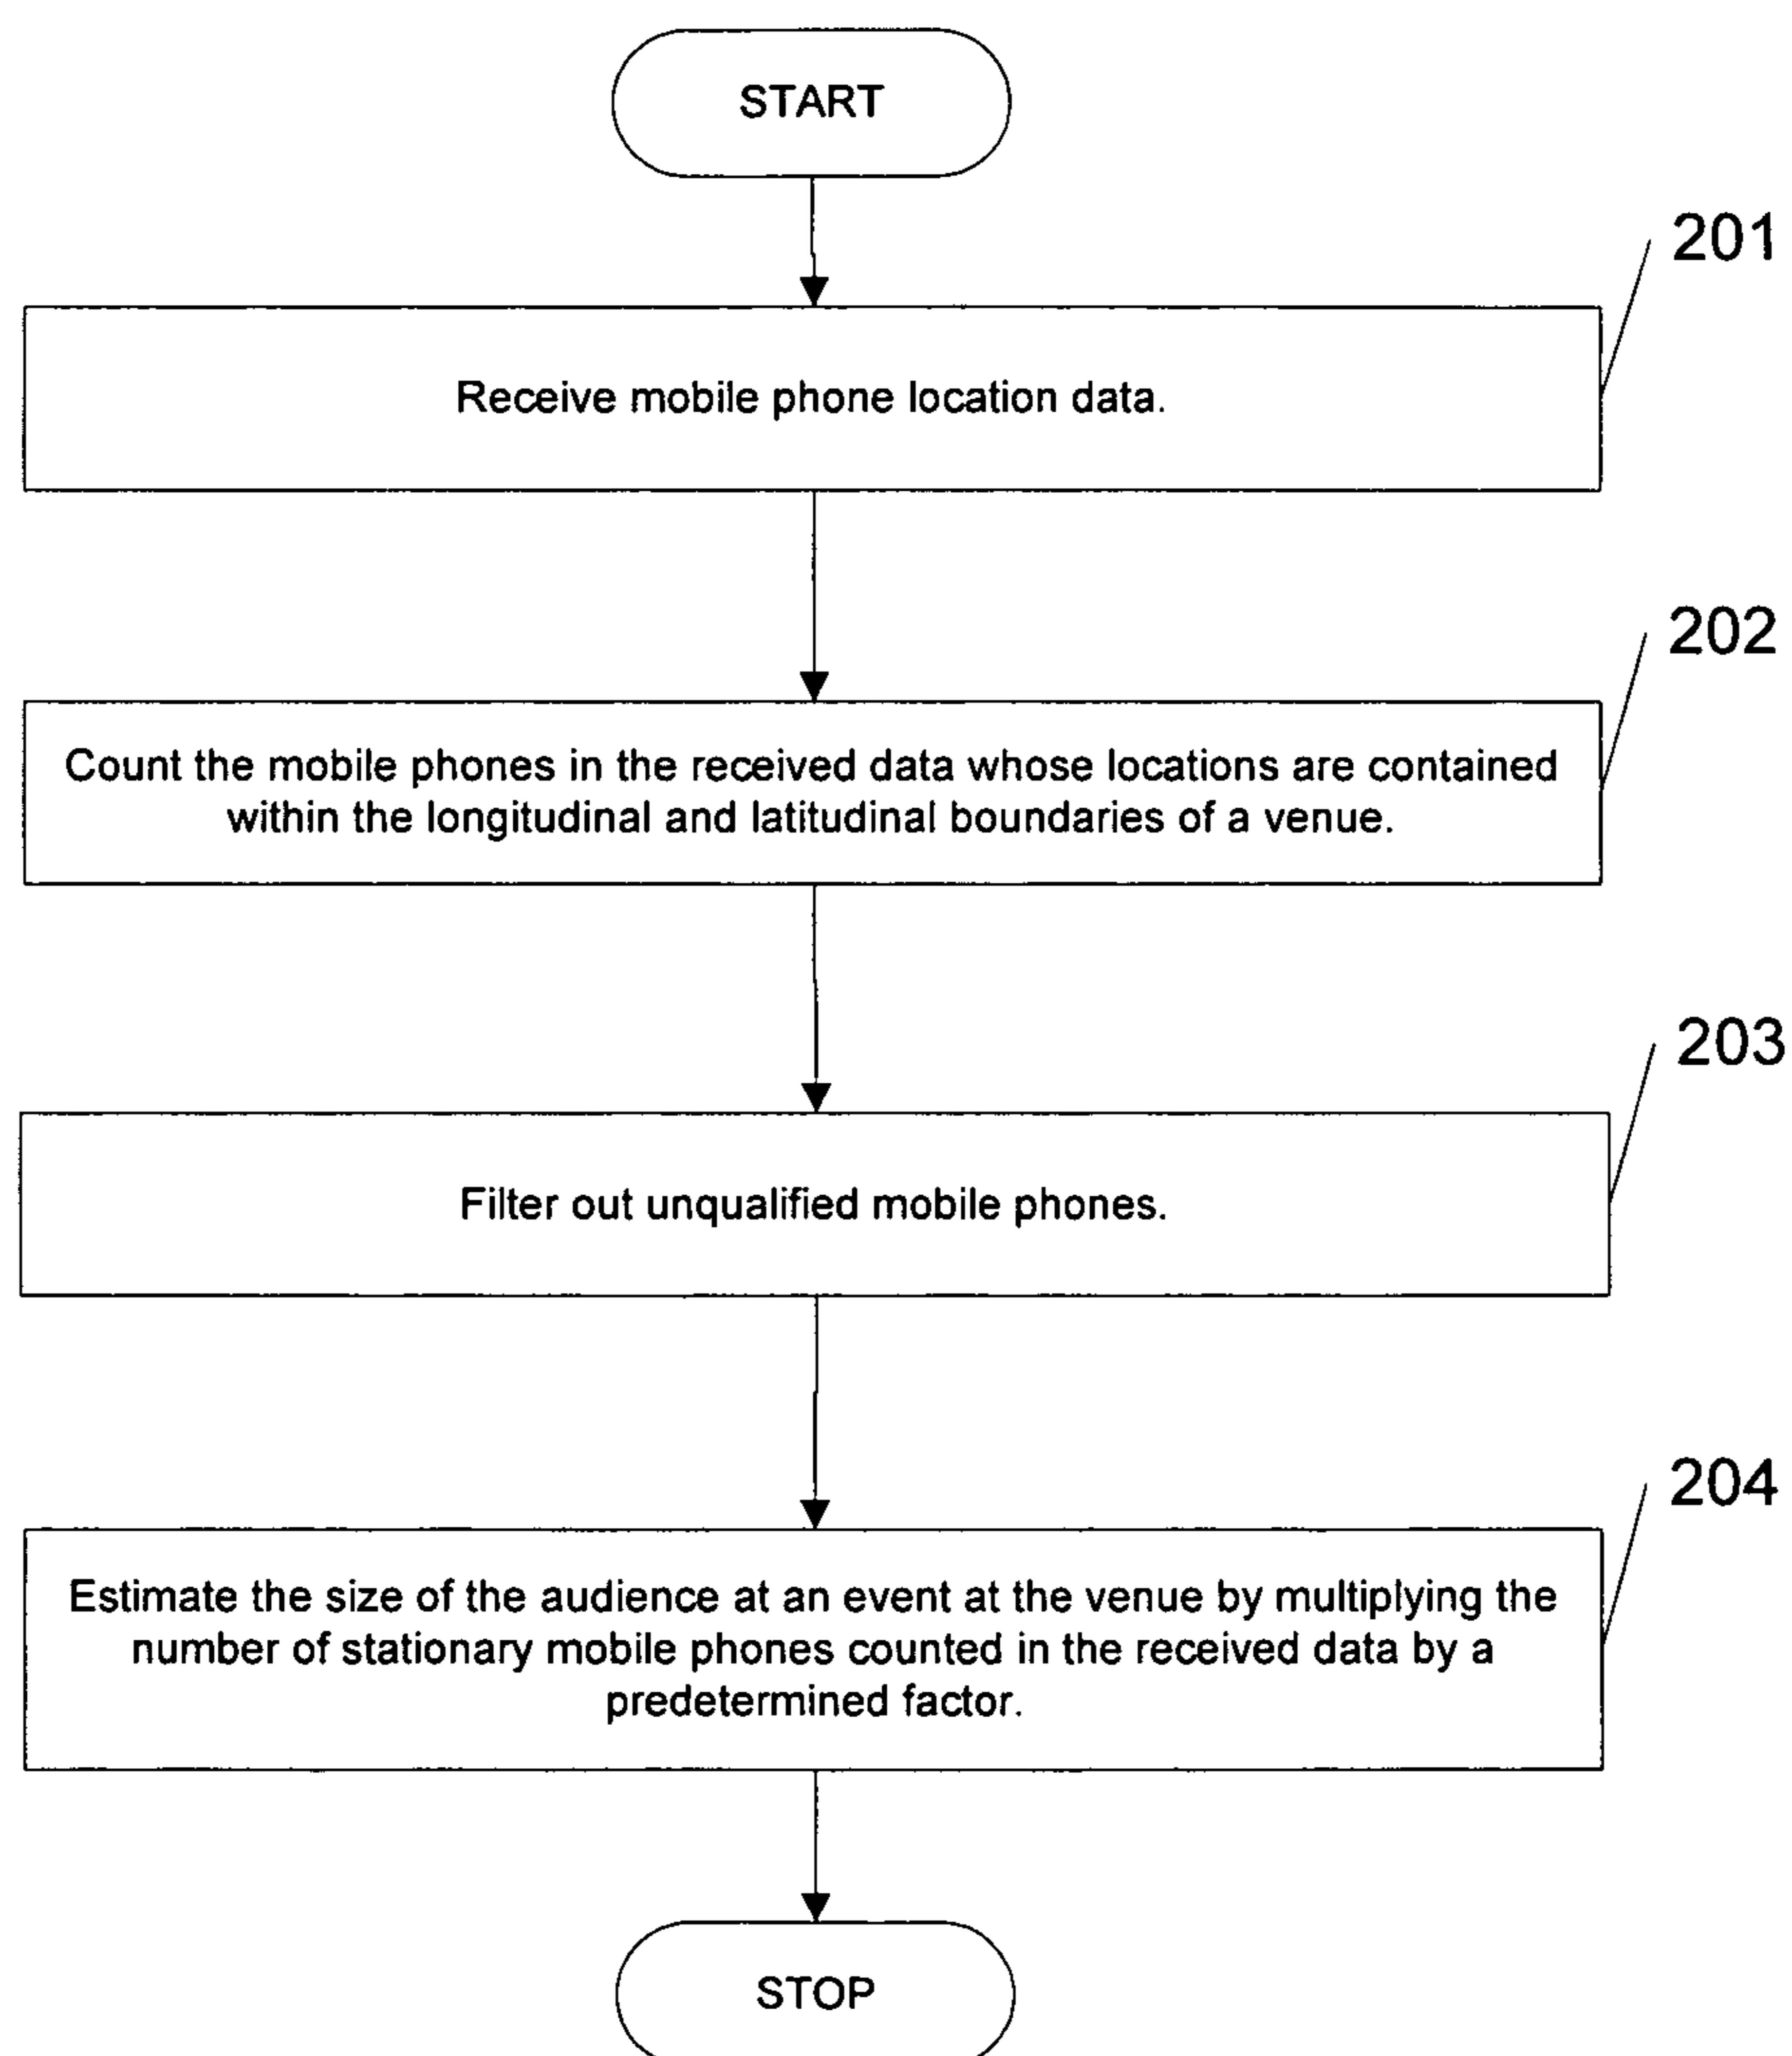 START
201
Receive mobile phone location data.
202
Count the mobile phones in the received data whose locations are contained
within the longitudinal and latitudinal boundaries of a venue.
203
Filter out unqualified mobile phones.
204
Estimate the size of the audience at an event at the venue by multiplying the
number of stationary mobile phones counted in the received data by a
predetermined factor.
STOP